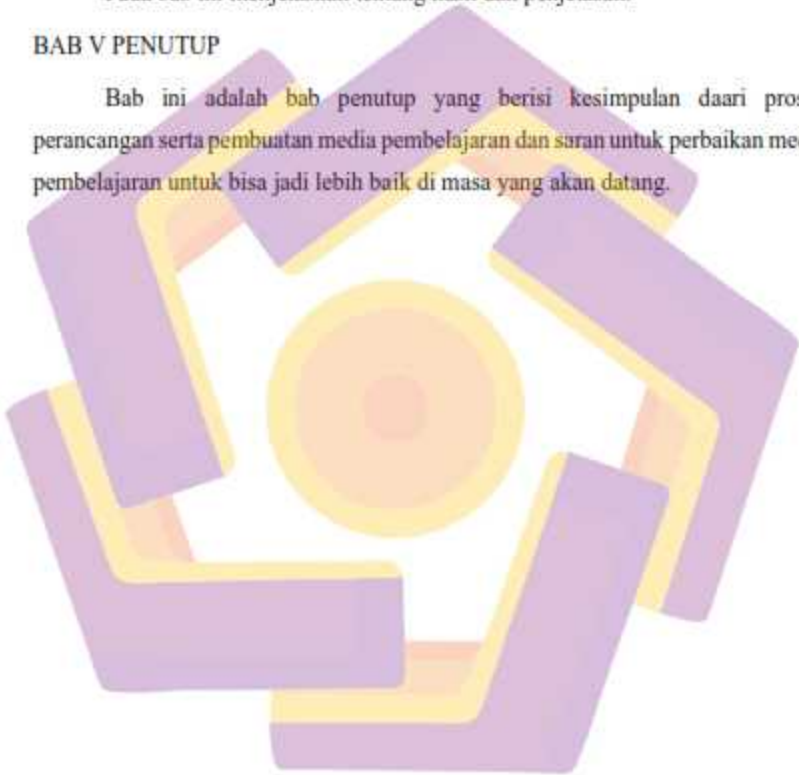 BAB V PENUTUP
Bab ini adalah bab penutup yang berisi kesimpulan daari pros
perancangan serta pembuatan media pembelajaran dan saran untuk perbaikan med
pembelajaran untuk bisa jadi lebih baik di masa yang akan datang.